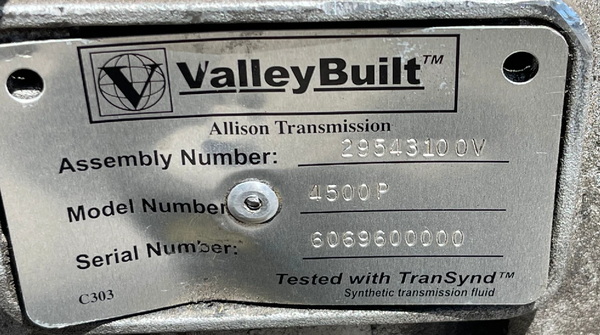 V ValleyBuilt™
Allison Transmission
Assembly Number: 29543100V
Model Number 4500P
Serial Number: 6069600000
Tested with TranSynd™
C303 Synthetic transmission fluid